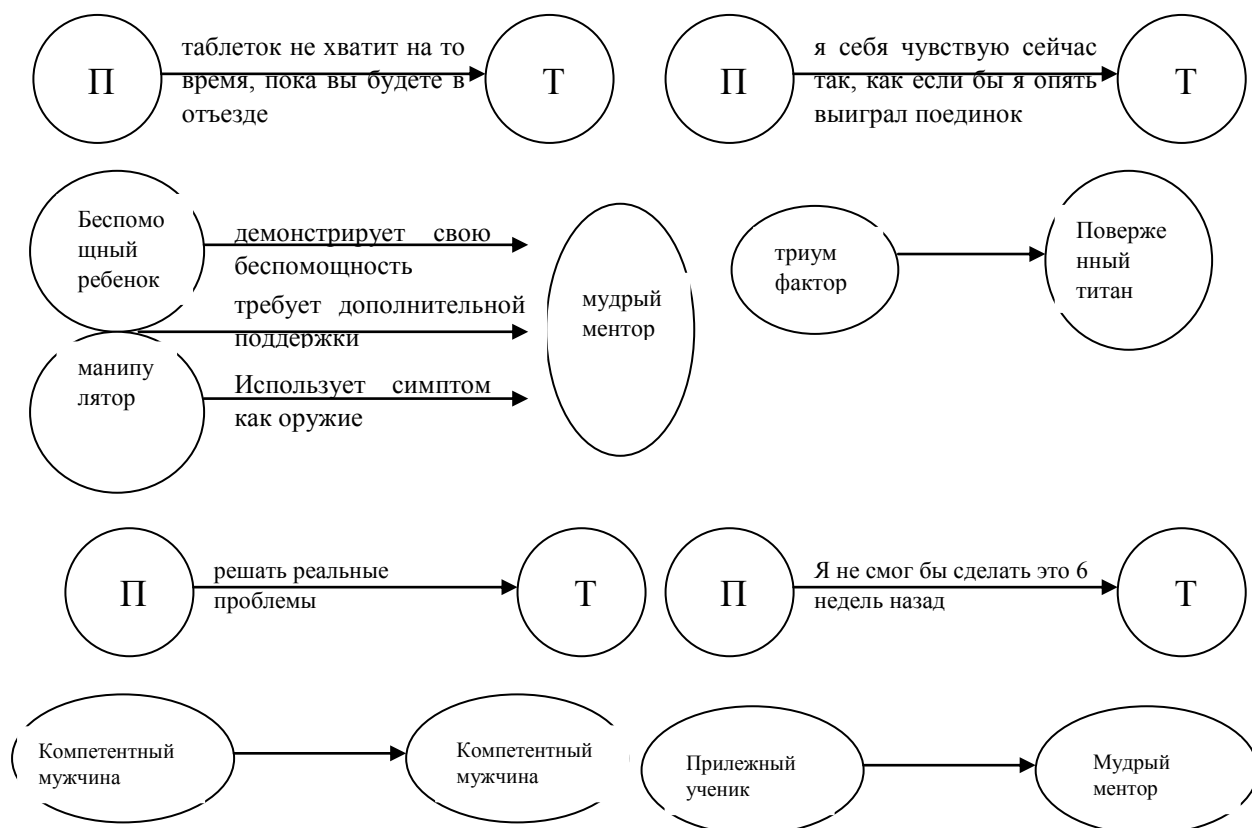 П
таблеток не хватит на то
время, пока вы будете в
отъезде
Т
П
я себя чувствую сейчас
так, как если бы я опять
выиграл поединок
Т
Беспомо
щный
ребенок
манипу
лятор
демонстрирует свою
беспомощность
требует дополнительной
поддержки
Использует симптом
как оружие
мудрый
ментор
триум
фактор
Поверже
нный
титан
П
решать реальные
проблемы
Т
П
Я не смог бы сделать это 6
недель назад
Т
Компетентный
мужчина
Компетентный
мужчина
Прилежный
ученик
Мудрый
ментор